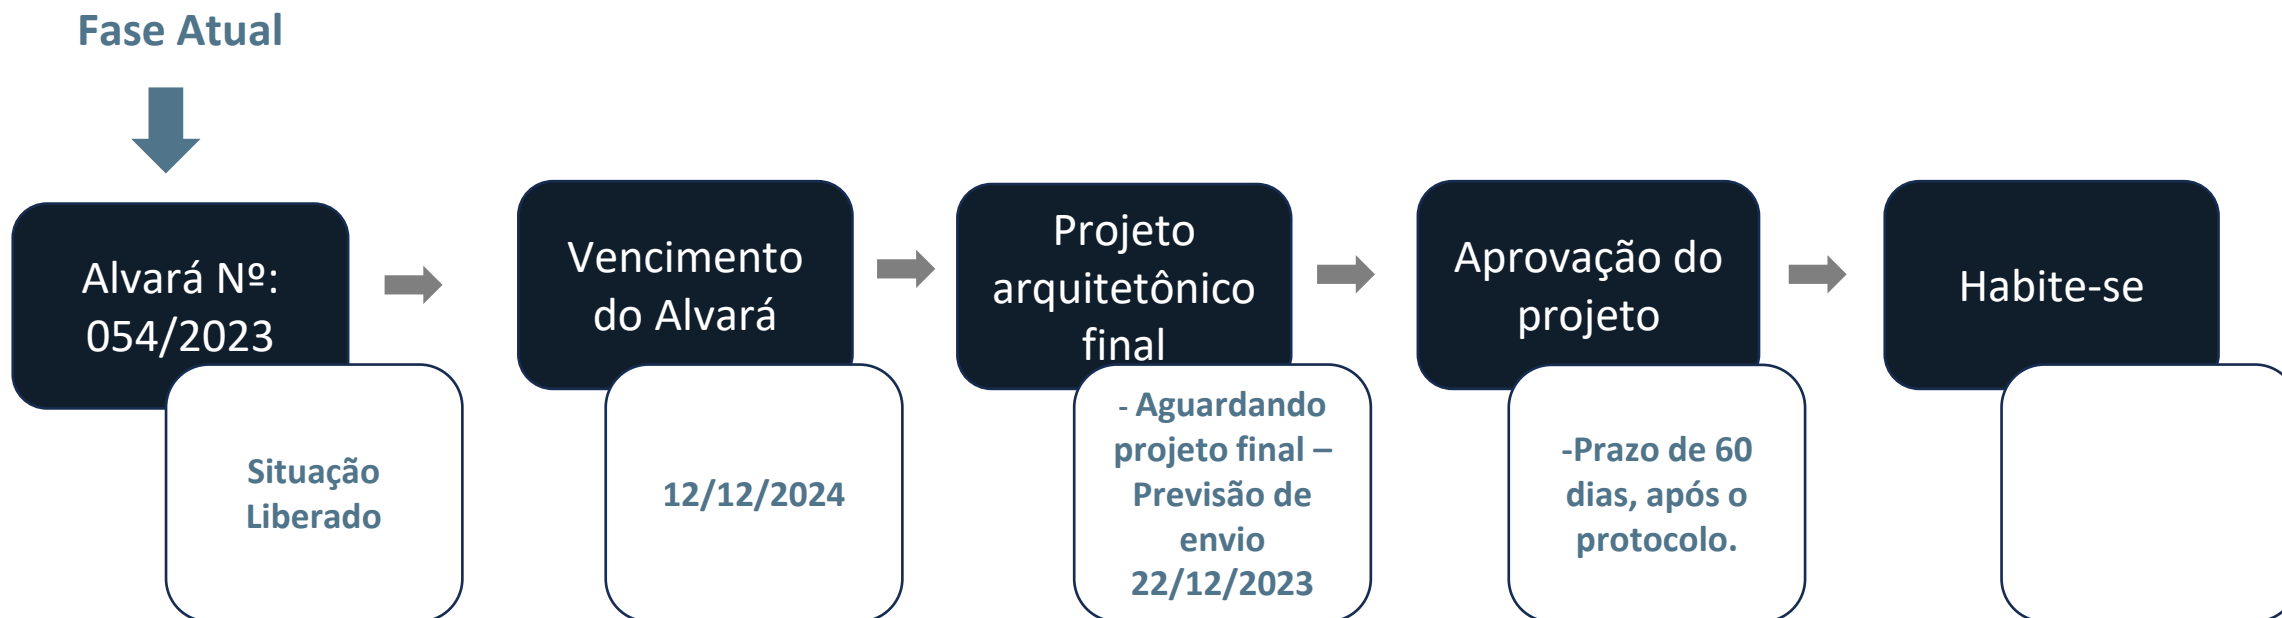 Fase Atual
Alvará Nº:
054/2023
Situação
Liberado
Vencimento
do Alvará
12/12/2024
Projeto
arquitetônico
final
- Aguardando
projeto final –
Previsão de
envio
22/12/2023
Aprovação do
projeto
-Prazo de 60
dias, após o
protocolo.
Habite-se